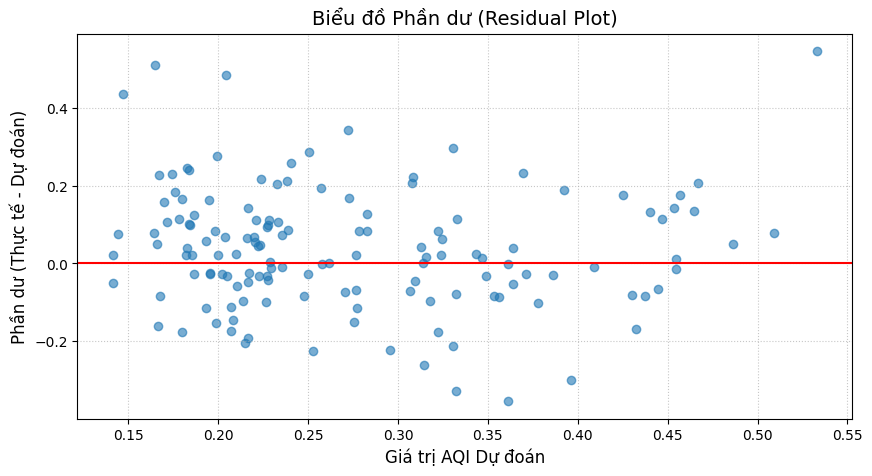 Biểu đồ Phần dư (Residual Plot)
Phần dư (Thực tế - Dự đoán)
0.4
0.2
0.0
−0.2
0.15 0.20 0.25 0.30 0.35 0.40 0.45 0.50 0.55
Giá trị AQI Dự đoán